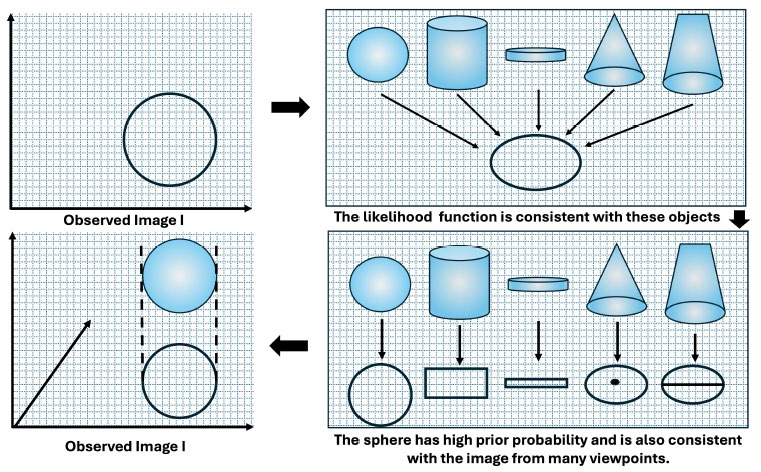 Observed Image I
The likelihood function is consistent with these objects
Observed Image I
The sphere has high prior probability and is also consistent
with the image from many viewpoints.